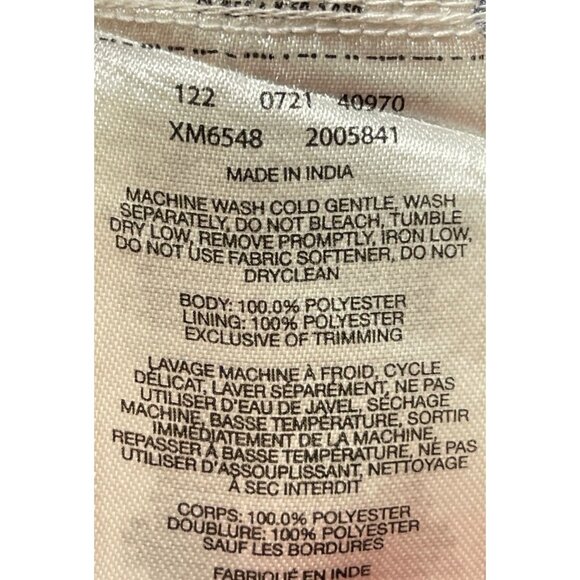 122 0721 40970
XM6548 2005841
MADE IN INDIA
MACHINE WASH COLD GENTLE, WASH
SEPARATELY, DO NOT BLEACH, TUMBLE
DRY LOW, REMOVE PROMPTLY, IRON LOW,
DO NOT USE FABRIC SOFTENER, DO NOT
DRYCLEAN
BODY: 100.0% POLYESTER
LINING: 100% POLYESTER
EXCLUSIVE OF TRIMMING
LAVAGE MACHINE À FROID, CYCLE
DÉLICAT, LAVER SÉPARÉMENT, NE PAS
UTILISER D'EAU DE JAVEL, SÉCHAGE
MACHINE, BASSE TEMPÉRATURE, SORTIR
IMMÉDIATEMENT DE LA MACHINE,
REPASSER À BASSE TEMPÉRATURE, NE PAS
UTILISER D'ASSOUPLISSANT, NETTOYAGE
À SEC INTERDIT
CORPS: 100.0% POLYESTER
DOUBLURE: 100% POLYESTER
SAUF LES BORDURES
FABRIQUÉ EN INDE